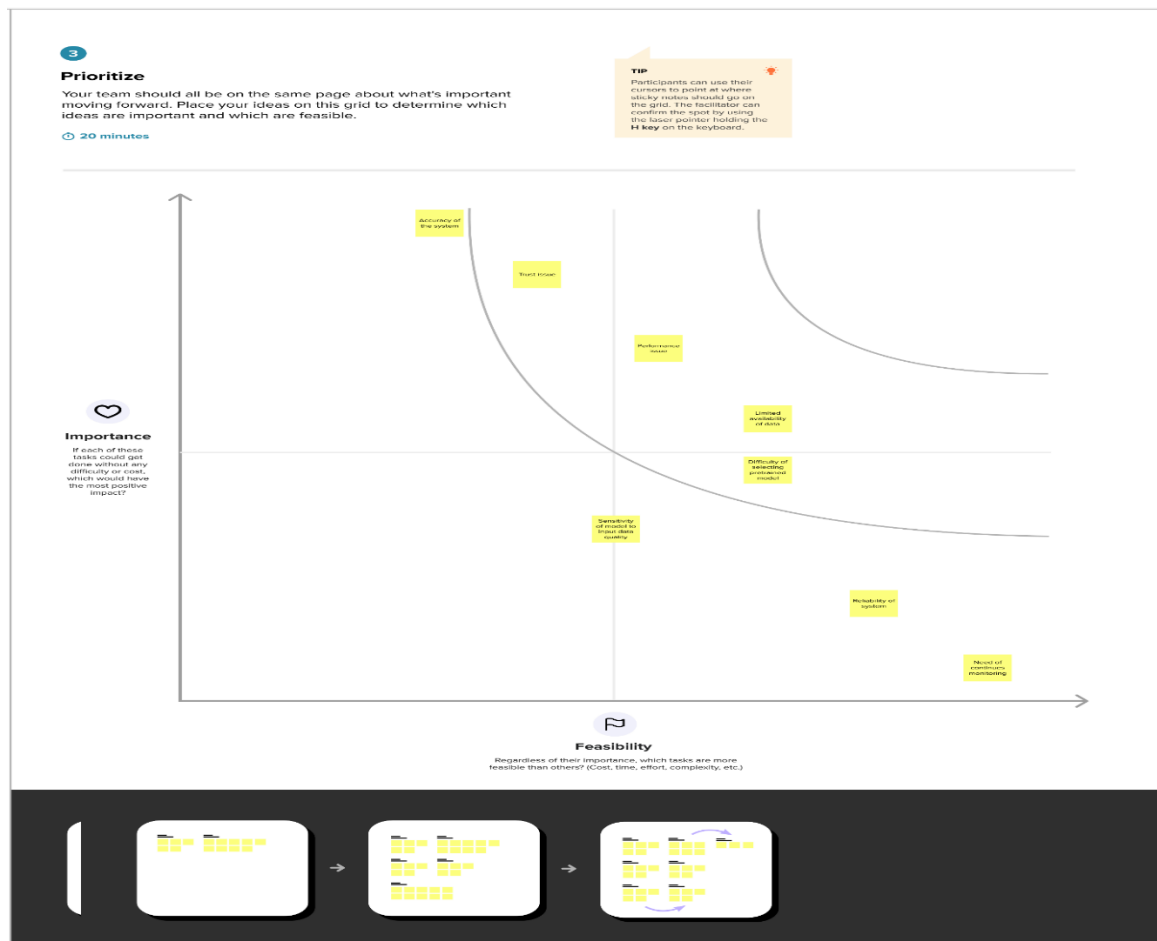 3
Prioritize
Your team should all be on the same page about what's important
moving forward. Place your ideas on this grid to determine which
ideas are important and which are feasible.
20 minutes
TIP
Participants can use their
cursors to point at where
sticky notes should go on
the grid. The facilitator can
confirm the spot by using
the laser pointer holding the
H key on the keyboard.
Accuracy of
the system
Trust issue
Performance
issue
Limited
availability
of data
Difficulty of
selecting
pretrained
model
Sensitivity
of model to
input data
quality
Reliability of
system
Need of
continues
monitoring
Importance
If each of these
tasks could get
done without any
difficulty or cost,
which would have
the most positive
impact?
Feasibility
Regardless of their importance, which tasks are more
feasible than others? (Cost, time, effort, complexity, etc.)